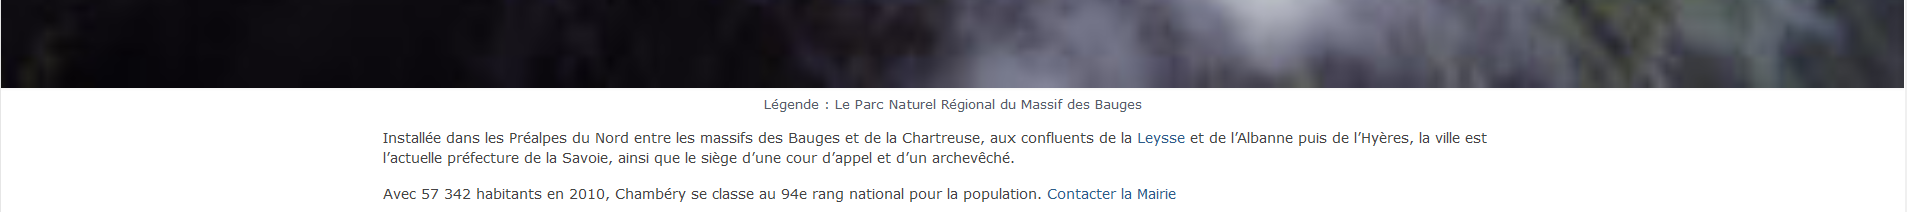 Légende : Le Parc Naturel Régional du Massif des Bauges
Installée dans les Préalpes du Nord entre les massifs des Bauges et de la Chartreuse, aux confluents de la Leysse et de l’Albanne puis de l’Hyères, la ville est
l’actuelle préfecture de la Savoie, ainsi que le siège d’une cour d’appel et d’un archevêché.
Avec 57 342 habitants en 2010, Chambéry se classe au 94e rang national pour la population. Contacter la Mairie